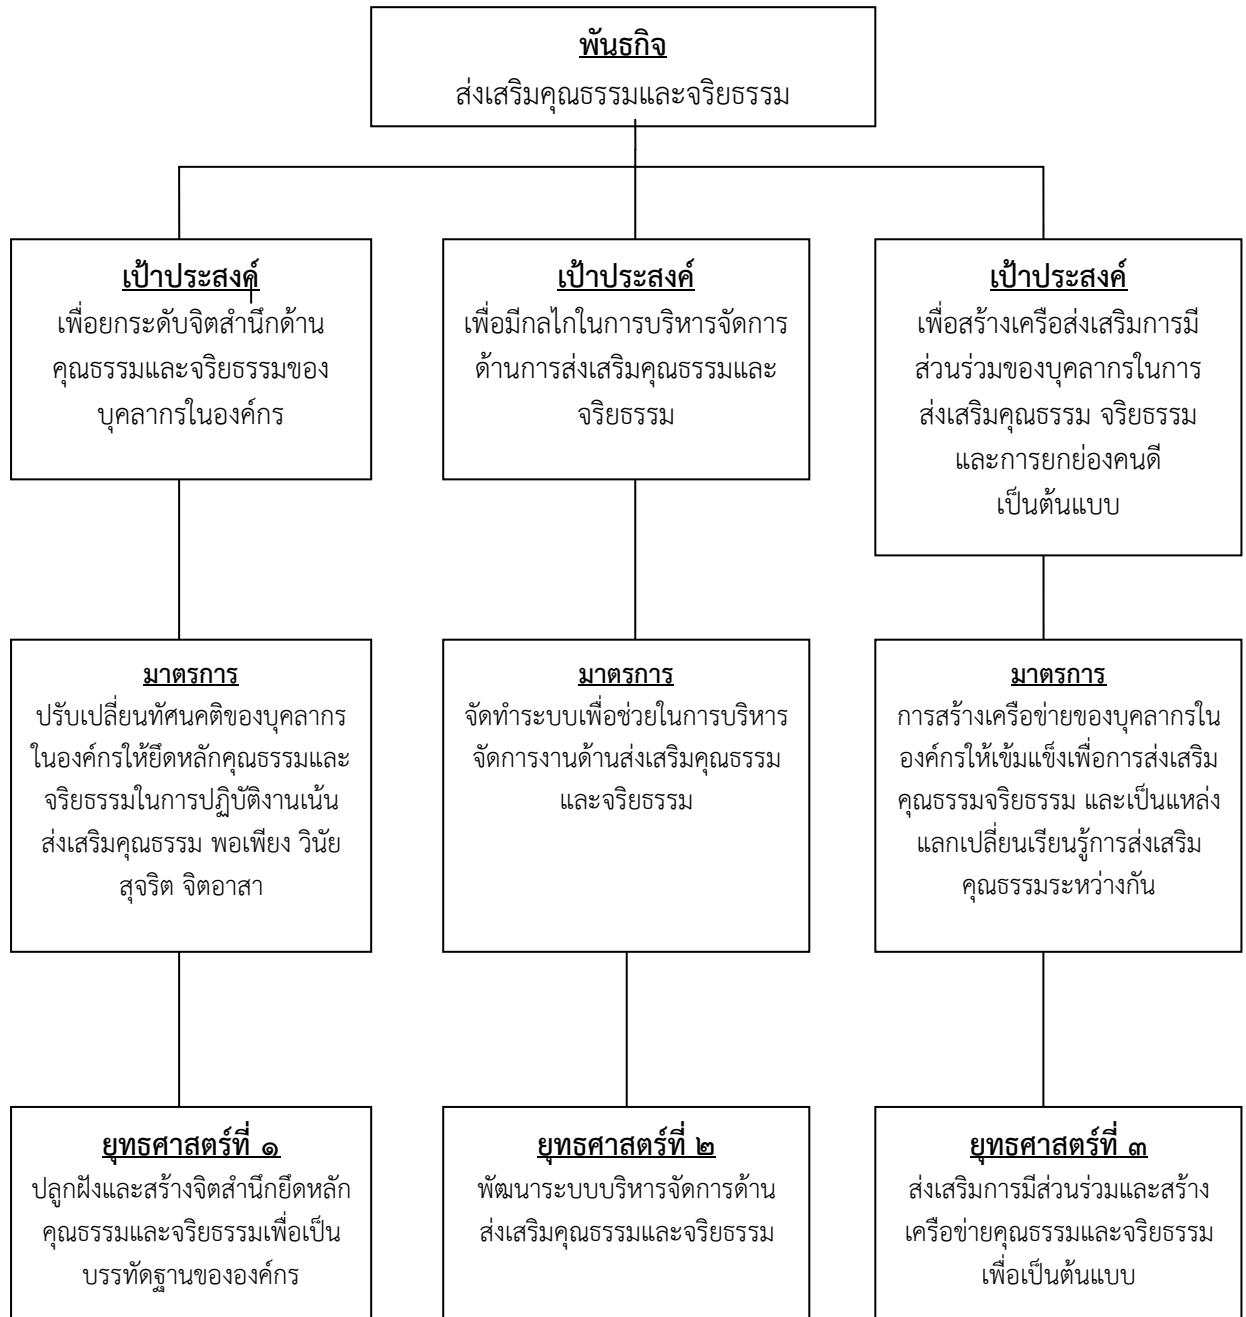 พันธกิจ
ส่งเสริมคุณธรรมและจริยธรรม
เป้าประสงค์
เพื่อยกระดับจิตสำนึกด้าน
คุณธรรมและจริยธรรมของ
บุคลากรในองค์กร
เป้าประสงค์
เพื่อมีกลไกในการบริหารจัดการ
ด้านการส่งเสริมคุณธรรมและ
จริยธรรม
เป้าประสงค์
เพื่อสร้างเครือส่งเสริมการมี
ส่วนร่วมของบุคลากรในการ
ส่งเสริมคุณธรรม จริยธรรม
และการยกย่องคนดี
เป็นต้นแบบ
มาตรการ
ปรับเปลี่ยนทัศนคติของบุคลากร
ในองค์กรให้ยึดหลักคุณธรรมและ
จริยธรรมในการปฏิบัติงานเน้น
ส่งเสริมคุณธรรม พอเพียง วินัย
สุจริต จิตอาสา
มาตรการ
จัดทำระบบเพื่อช่วยในการบริหาร
จัดการงานด้านส่งเสริมคุณธรรม
และจริยธรรม
มาตรการ
การสร้างเครือข่ายของบุคลากรใน
องค์กรให้เข้มแข็งเพื่อการส่งเสริม
คุณธรรมจริยธรรม และเป็นแหล่ง
แลกเปลี่ยนเรียนรู้การส่งเสริม
คุณธรรมระหว่างกัน
ยุทธศาสตร์ที่ ๑
ปลูกฝังและสร้างจิตสำนึกยึดหลัก
คุณธรรมและจริยธรรมเพื่อเป็น
บรรทัดฐานขององค์กร
ยุทธศาสตร์ที่ ๒
พัฒนาระบบบริหารจัดการด้าน
ส่งเสริมคุณธรรมและจริยธรรม
ยุทธศาสตร์ที่ ๓
ส่งเสริมการมีส่วนร่วมและสร้าง
เครือข่ายคุณธรรมและจริยธรรม
เพื่อเป็นต้นแบบ